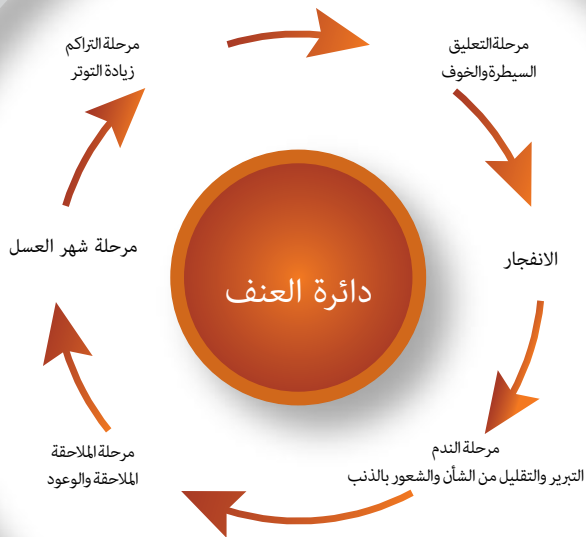 دائرة العنف
مرحلة التراكم
زيادة التوتر
مرحلة التعليق
السيطرة والخوف
الانفجار
مرحلة الندم
التبرير والتقليل من الشأن والشعور بالذنب
مرحلة الملاحقة
الملاحقة والوعود
مرحلة شهر العسل